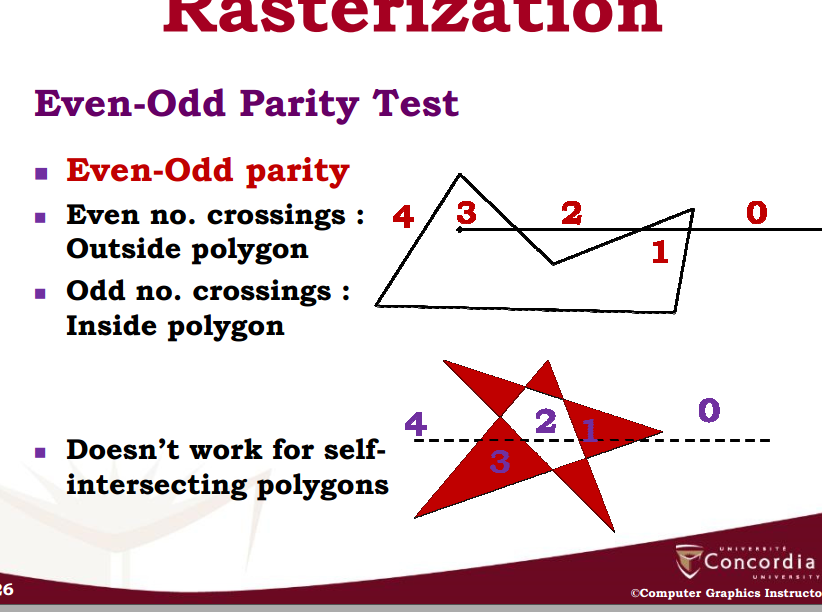 Rasterization
Even-Odd Parity Test
Even-Odd parity
Even no. crossings :
Outside polygon
Odd no. crossings :
Inside polygon
4 3 2 0
1
4 2 1 0
3
Doesn't work for self-
intersecting polygons
UNIVERSITÉ
Concordia
UNIVERSITY
26
©Computer Graphics Instructo